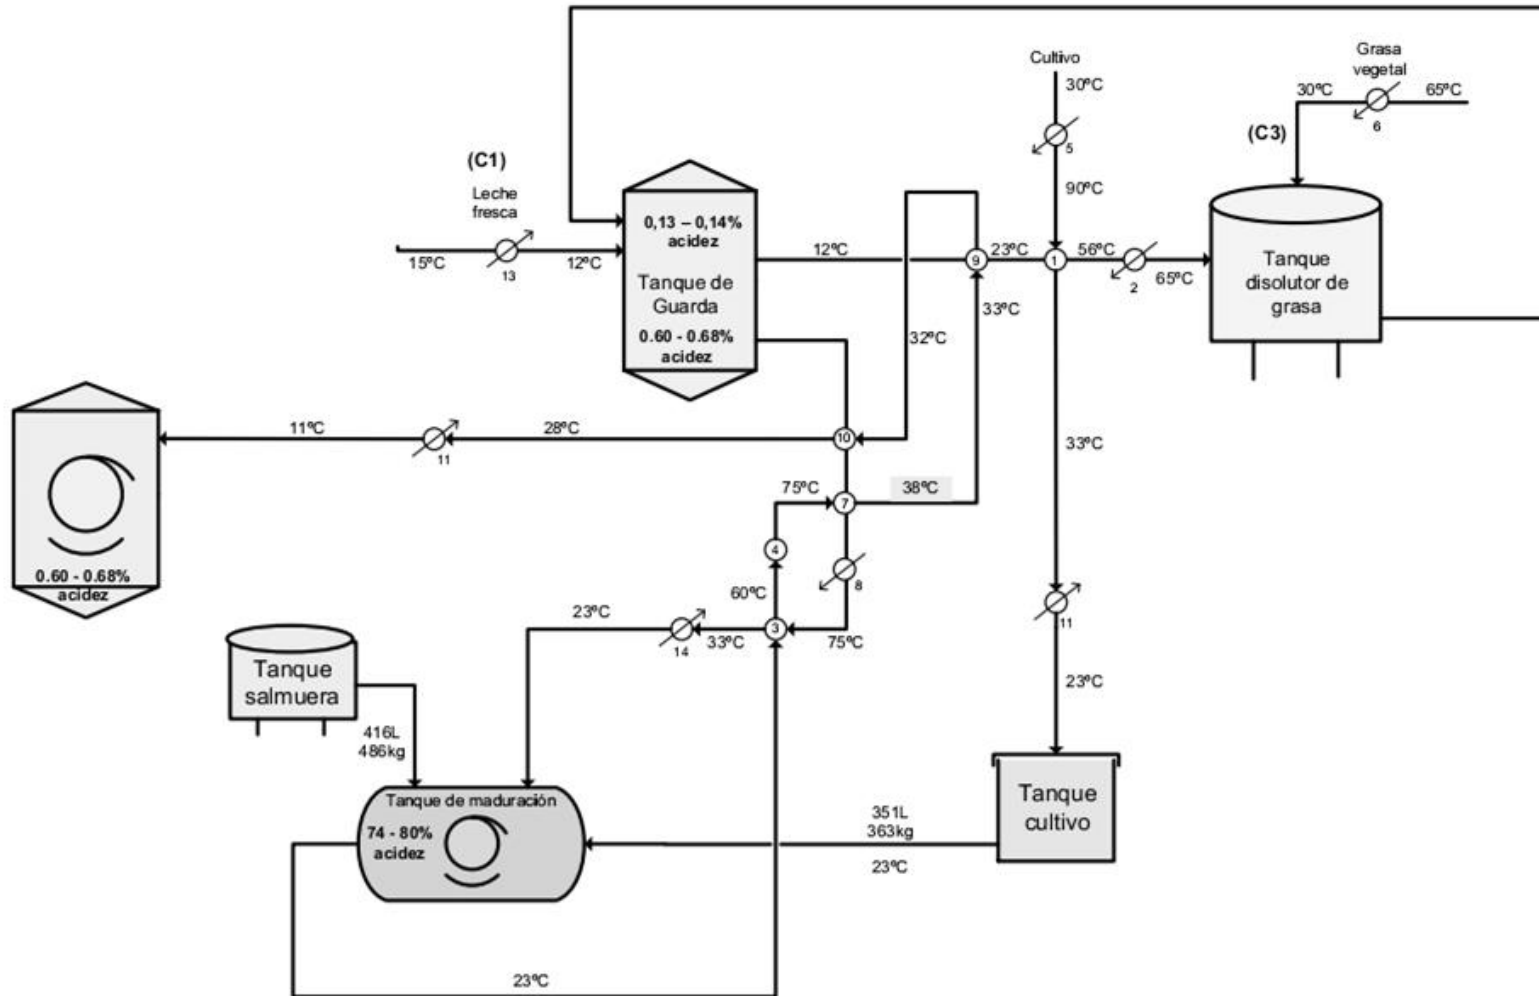 Cultivo
30ºC
5
90ºC
Grasa
vegetal
30ºC
65ºC
6
(C3)
(C1)
Leche
fresca
15ºC
13
12ºC
0,13 – 0,14%
acidez
Tanque de
Guarda
0.60 - 0.68%
acidez
12ºC
9
23ºC
1
56ºC
2
65ºC
Tanque
disolutor de
grasa
33ºC
32ºC
11ºC
11
28ºC
10
33ºC
75ºC
7
38ºC
4
8
60ºC
0.60 - 0.68%
acidez
23ºC
14
33ºC
3
75ºC
11
23ºC
Tanque
salmuera
416L
486kg
Tanque de maduración
74 - 80%
acidez
351L
363kg
23ºC
Tanque
cultivo
23ºC